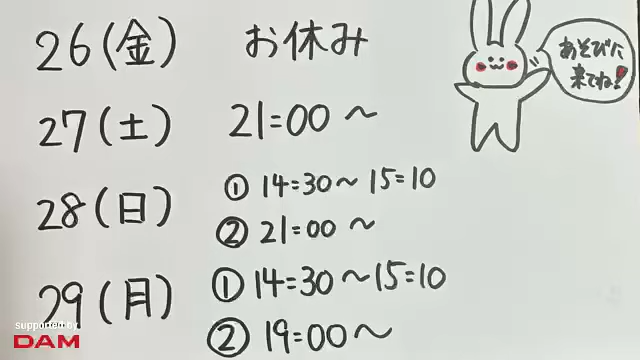 26(金) お休み
あそびに
来てね!
27(土) 21:00 ~
28(日) ① 14:30~ 15:10
② 21:00 ~
29(月) ① 14:30 ~15:10
② 19:00~
supported by
DAM